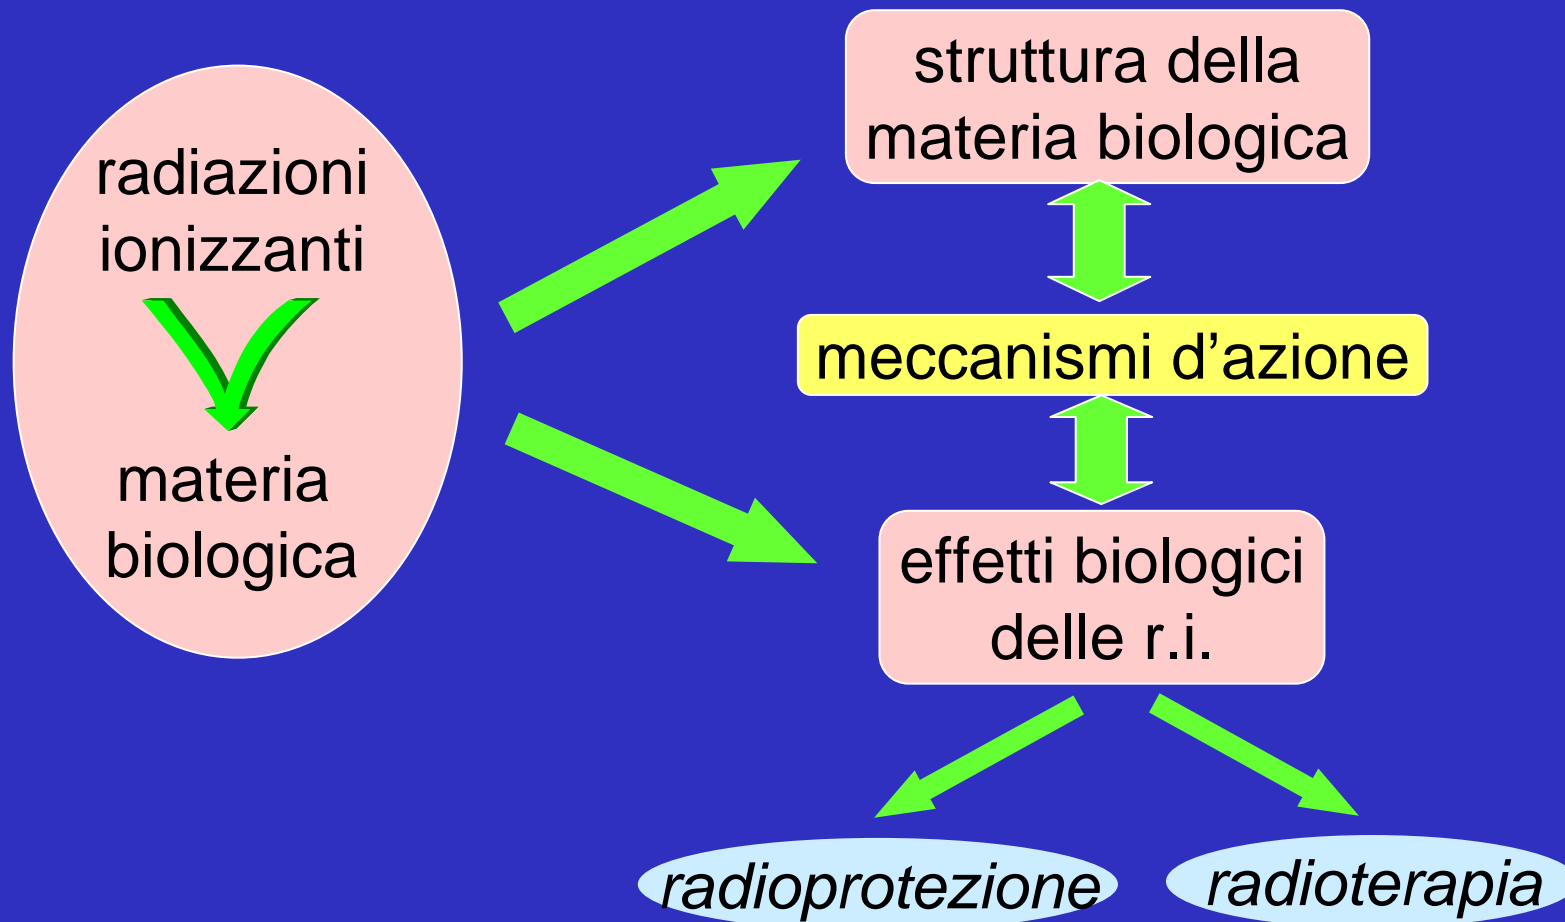 radiazioni
ionizzanti
materia
biologica
struttura della
materia biologica
meccanismi d’azione
effetti biologici
delle r.i.
radioprotezione
radioterapia